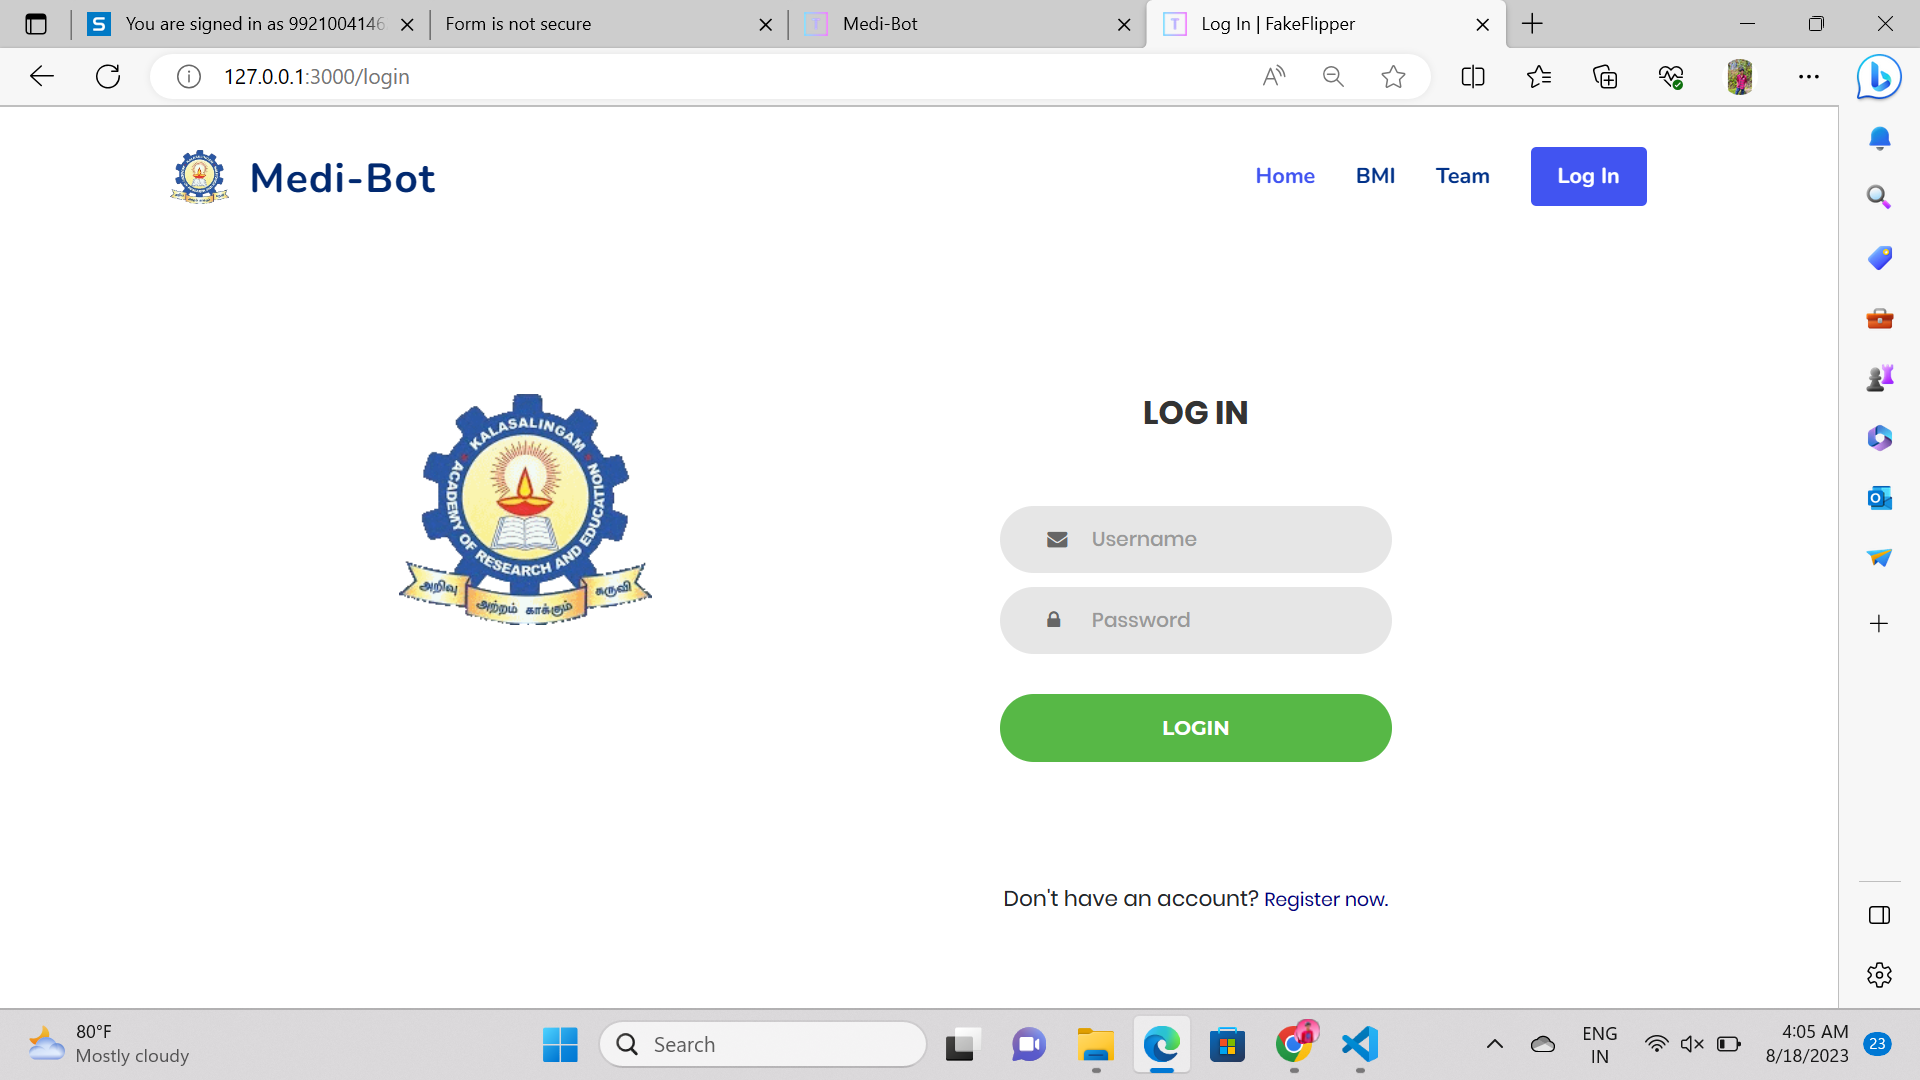 You are signed in as 9921004146
Form is not secure
Medi-Bot
Log In | FakeFlipper
127.0.0.1:3000/login
Medi-Bot
Home
BMI
Team
Log In
KALASALINGAM
ACADEMY OF RESEARCH AND EDUCATION
அறிவு
அற்றம் காக்கும்
கருவி
LOG IN
Username
Password
LOGIN
Don't have an account? Register now.
80°F
Mostly cloudy
Search
ENG
IN
4:05 AM
8/18/2023
23